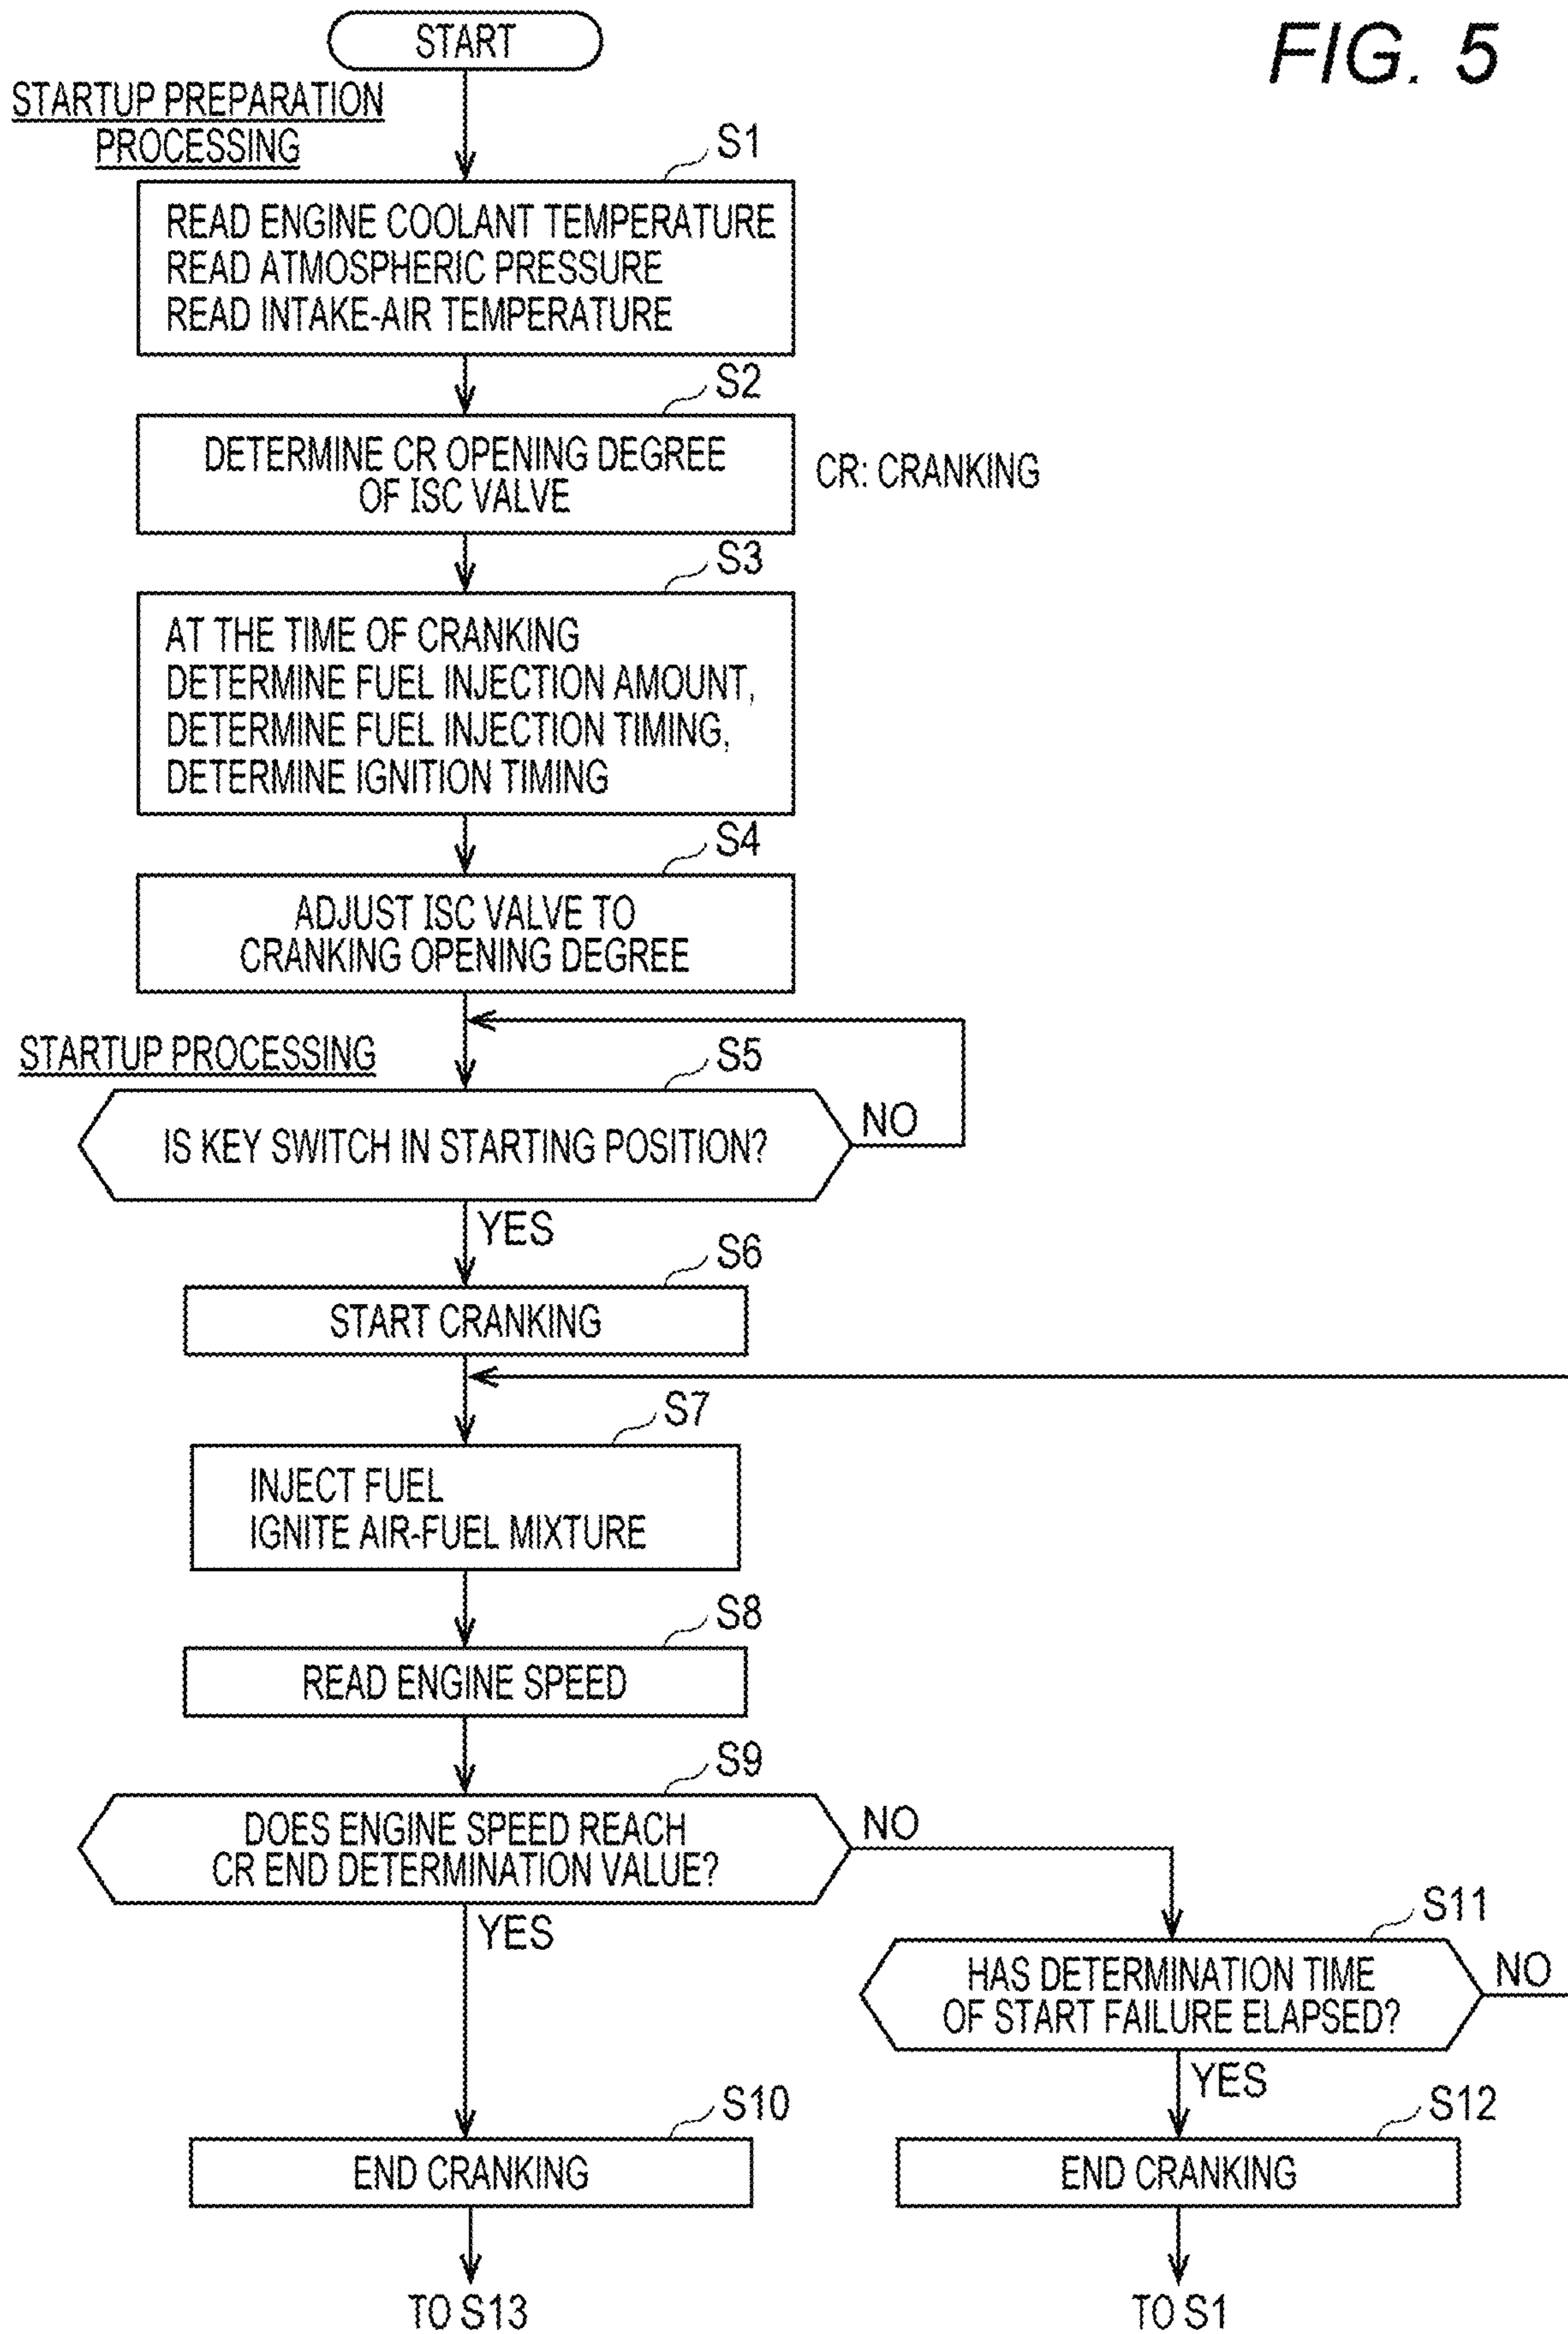 FIG. 5
START
STARTUP PREPARATION
PROCESSING
S1
READ ENGINE COOLANT TEMPERATURE
READ ATMOSPHERIC PRESSURE
READ INTAKE-AIR TEMPERATURE
S2
DETERMINE CR OPENING DEGREE
OF ISC VALVE
CR: CRANKING
S3
AT THE TIME OF CRANKING
DETERMINE FUEL INJECTION AMOUNT,
DETERMINE FUEL INJECTION TIMING,
DETERMINE IGNITION TIMING
S4
ADJUST ISC VALVE TO
CRANKING OPENING DEGREE
STARTUP PROCESSING
S5
IS KEY SWITCH IN STARTING POSITION?
NO
YES
S6
START CRANKING
S7
INJECT FUEL
IGNITE AIR-FUEL MIXTURE
S8
READ ENGINE SPEED
S9
DOES ENGINE SPEED REACH
CR END DETERMINATION VALUE?
NO
YES
S11
HAS DETERMINATION TIME
OF START FAILURE ELAPSED?
NO
YES
S10
END CRANKING
S12
END CRANKING
TO S13
TO S1